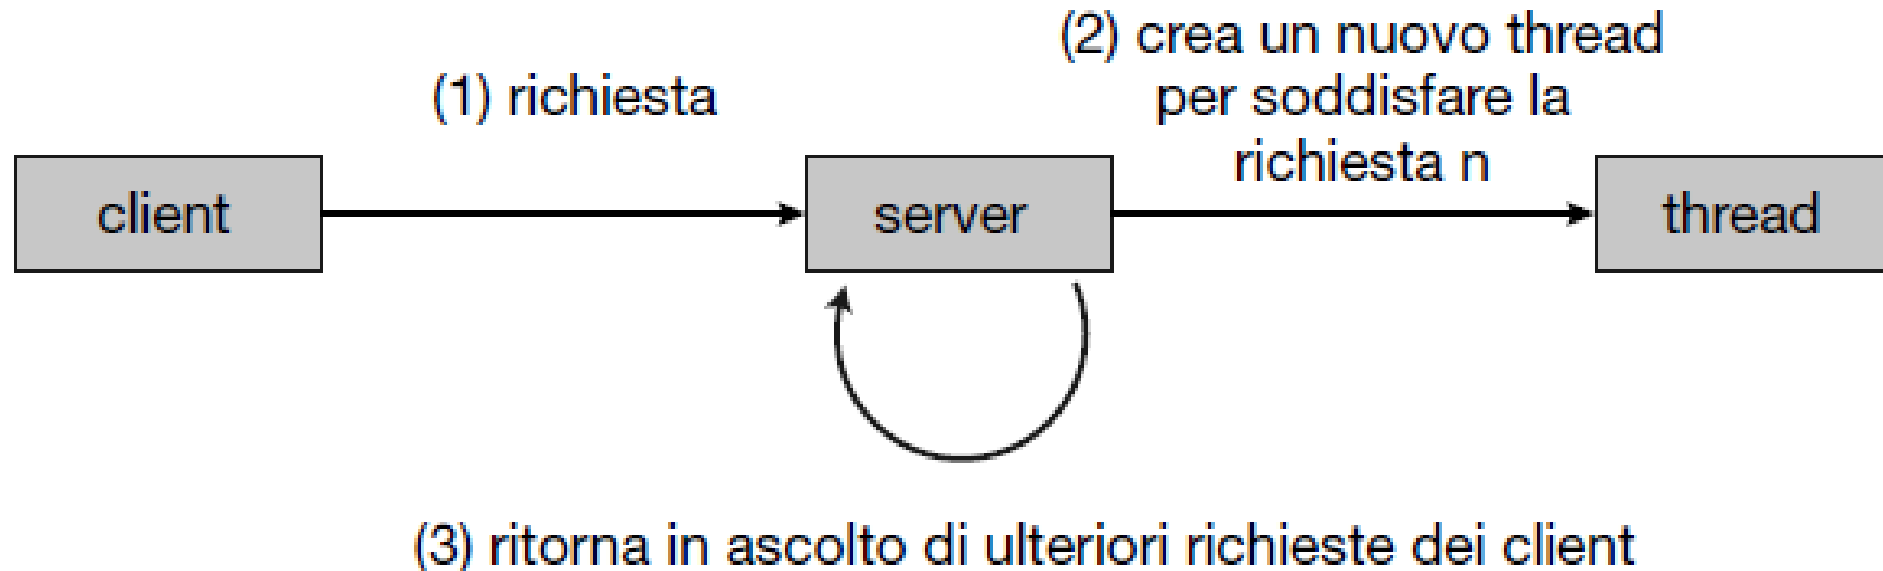 (1) richiesta
(2) crea un nuovo thread
per soddisfare la
richiesta n
client
server
thread
(3) ritorna in ascolto di ulteriori richieste dei client